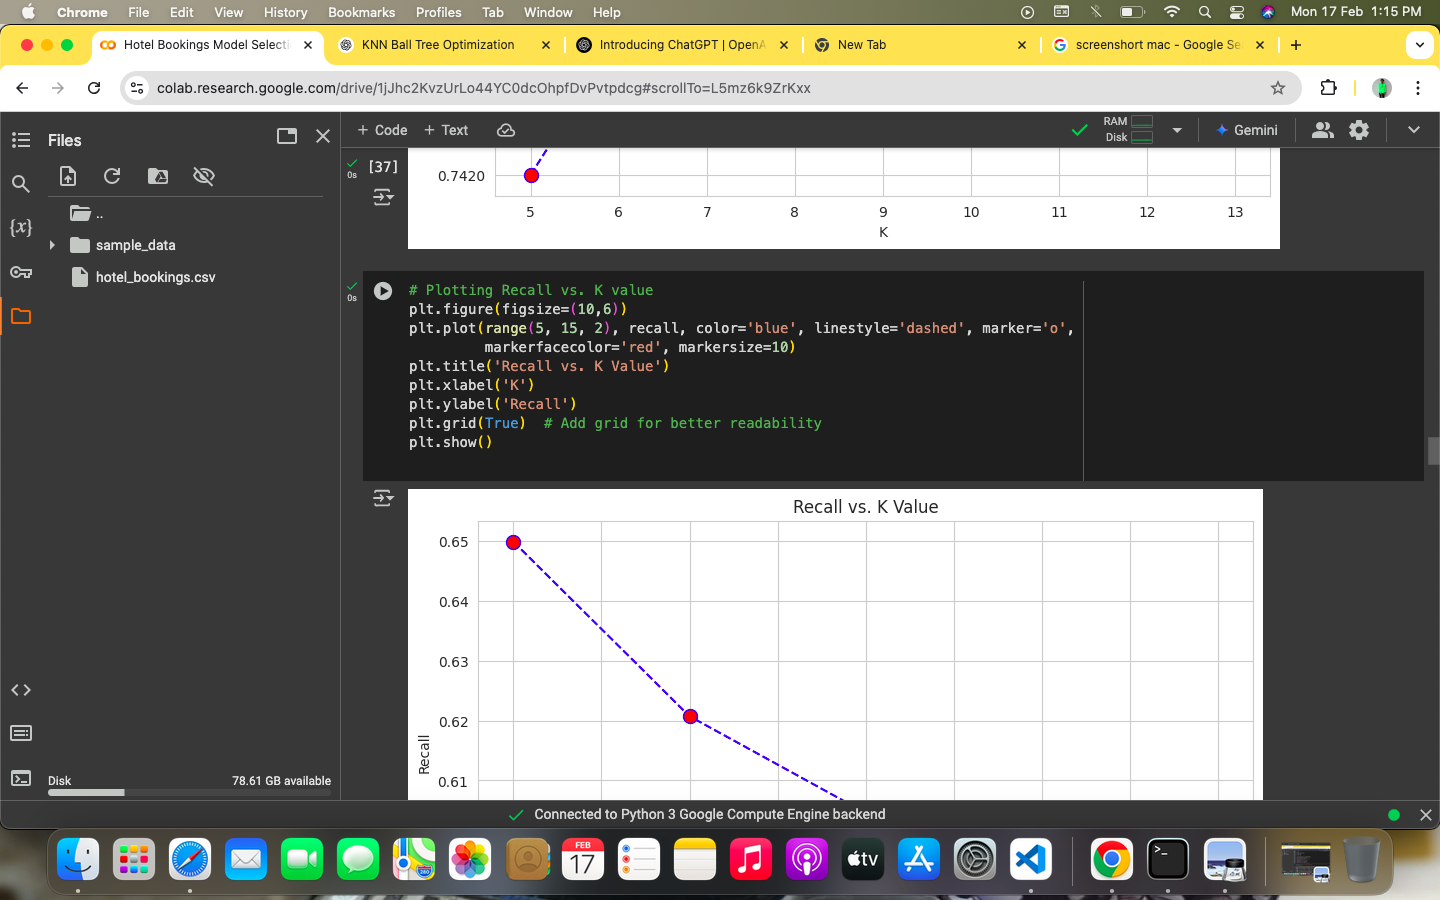 Chrome File Edit View History Bookmarks Profiles Tab Window Help Mon 17 Feb 1:15 PM
Hotel Bookings Model Selecti
KNN Ball Tree Optimization
Introducing ChatGPT | OpenA
New Tab
screenshort mac - Google Se
colab.research.google.com/drive/1jJhc2KvzUrLo44YC0dcOhpfDvPvtpdcg#scrollTo=L5mz6k9ZrKxx
Files
+ Code + Text
RAM
Disk
Gemini
..
sample_data
hotel_bookings.csv
{x}
Disk 78.61 GB available
[37]
0s
0.7420
5 6 7 8 9 10 11 12 13
K
0s
# Plotting Recall vs. K value
plt.figure(figsize=(10,6))
plt.plot(range(5, 15, 2), recall, color='blue', linestyle='dashed', marker='o',
markerfacecolor='red', markersize=10)
plt.title('Recall vs. K Value')
plt.xlabel('K')
plt.ylabel('Recall')
plt.grid(True)  # Add grid for better readability
plt.show()
Recall vs. K Value
0.65
0.64
0.63
0.62
0.61
Recall
Connected to Python 3 Google Compute Engine backend
FEB
17
280
tv
>_